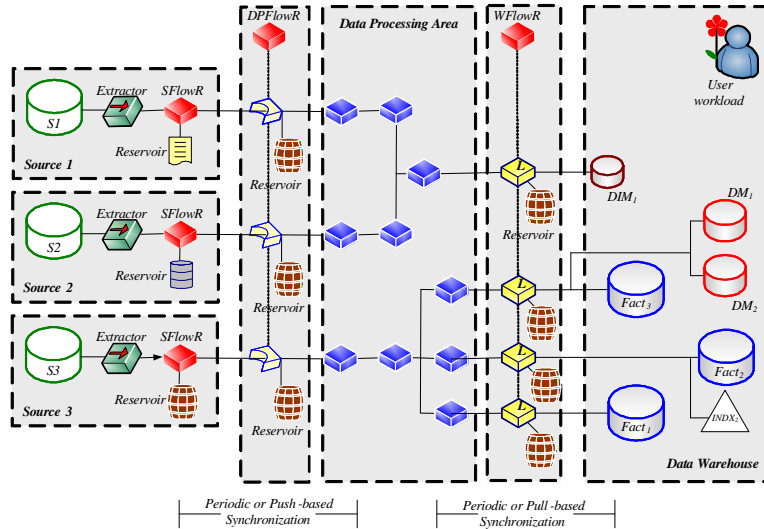 DPFlowR
Data Processing Area
WFlowR
User
workload
Extractor
SFlowR
S1
Reservoir
Source 1
Reservoir
L
DIM1
Extractor
SFlowR
S2
Reservoir
Source 2
Reservoir
Reservoir
DM1
L
Fact3
DM2
Extractor
SFlowR
S3
Reservoir
Source 3
Reservoir
L
Fact2
L
Fact1
INDX2
Data Warehouse
Periodic or Push-based
Synchronization
Periodic or Pull-based
Synchronization